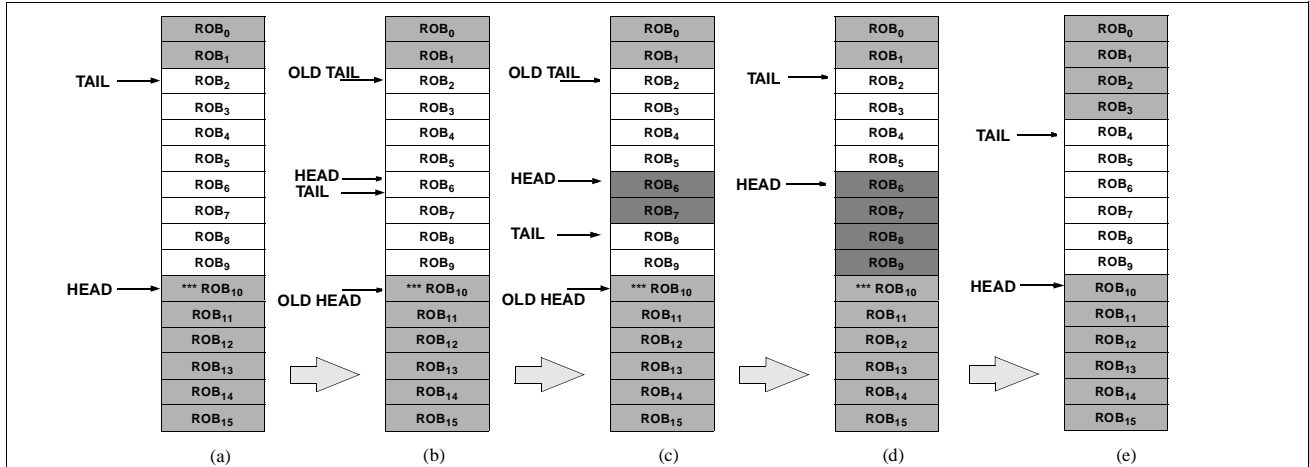 ROB0
ROB1
TAIL
ROB2
ROB3
ROB4
ROB5
ROB6
ROB7
ROB8
ROB9
HEAD
*** ROB10
ROB11
ROB12
ROB13
ROB14
ROB15
(a)
ROB0
ROB1
OLD TAIL
ROB2
ROB3
ROB4
ROB5
HEAD
TAIL
ROB6
ROB7
ROB8
ROB9
OLD HEAD
*** ROB10
ROB11
ROB12
ROB13
ROB14
ROB15
(b)
ROB0
ROB1
OLD TAIL
ROB2
ROB3
ROB4
ROB5
HEAD
ROB6
ROB7
TAIL
ROB8
ROB9
OLD HEAD
*** ROB10
ROB11
ROB12
ROB13
ROB14
ROB15
(c)
ROB0
ROB1
TAIL
ROB2
ROB3
ROB4
ROB5
HEAD
ROB6
ROB7
ROB8
ROB9
*** ROB10
ROB11
ROB12
ROB13
ROB14
ROB15
(d)
ROB0
ROB1
ROB2
ROB3
TAIL
ROB4
ROB5
ROB6
ROB7
ROB8
ROB9
HEAD
ROB10
ROB11
ROB12
ROB13
ROB14
ROB15
(e)